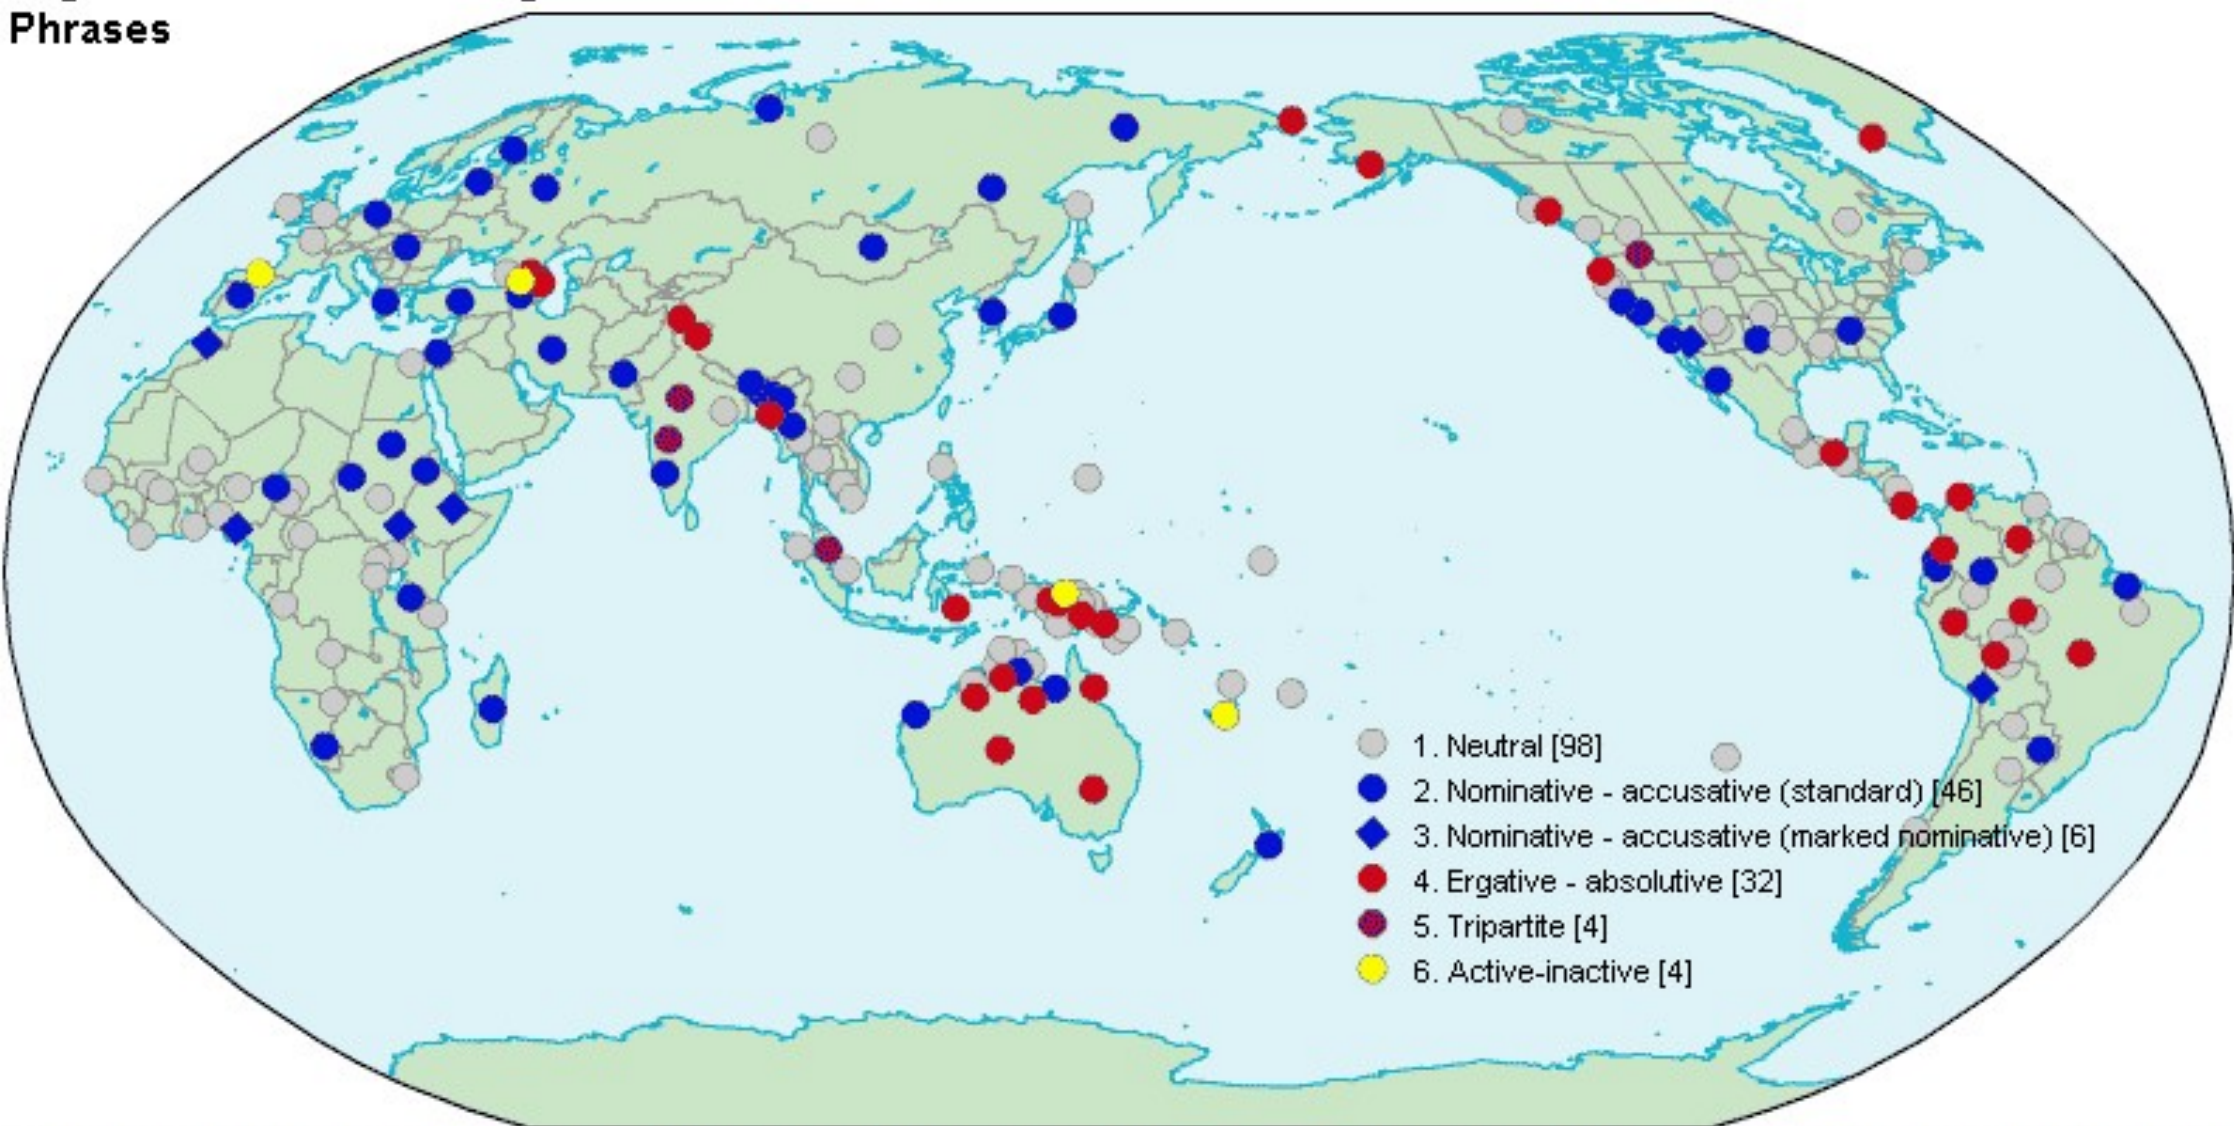 Phrases
1. Neutral [98]
2. Nominative - accusative (standard) [46]
3. Nominative - accusative (marked nominative) [6]
4. Ergative - absolutive [32]
5. Tripartite [4]
6. Active-inactive [4]